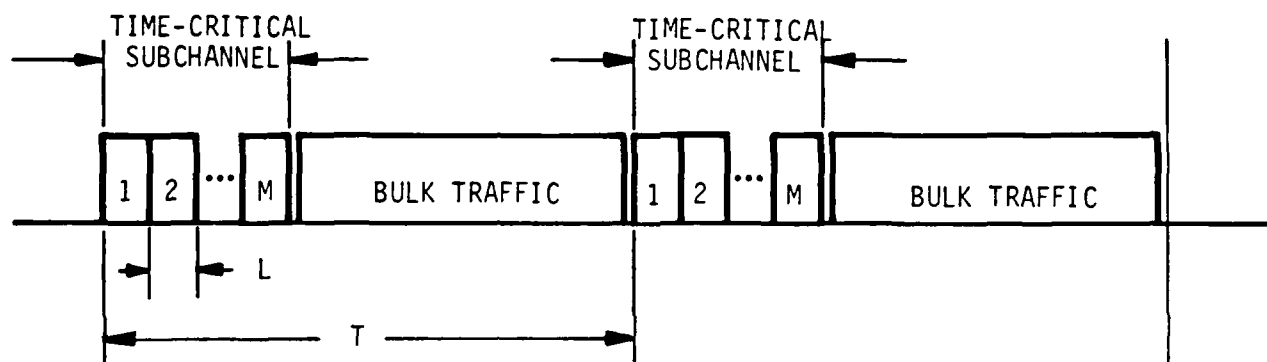 TIME-CRITICAL
SUBCHANNEL
TIME-CRITICAL
SUBCHANNEL
1 2 ••• M BULK TRAFFIC 1 2 ••• M BULK TRAFFIC
L
T